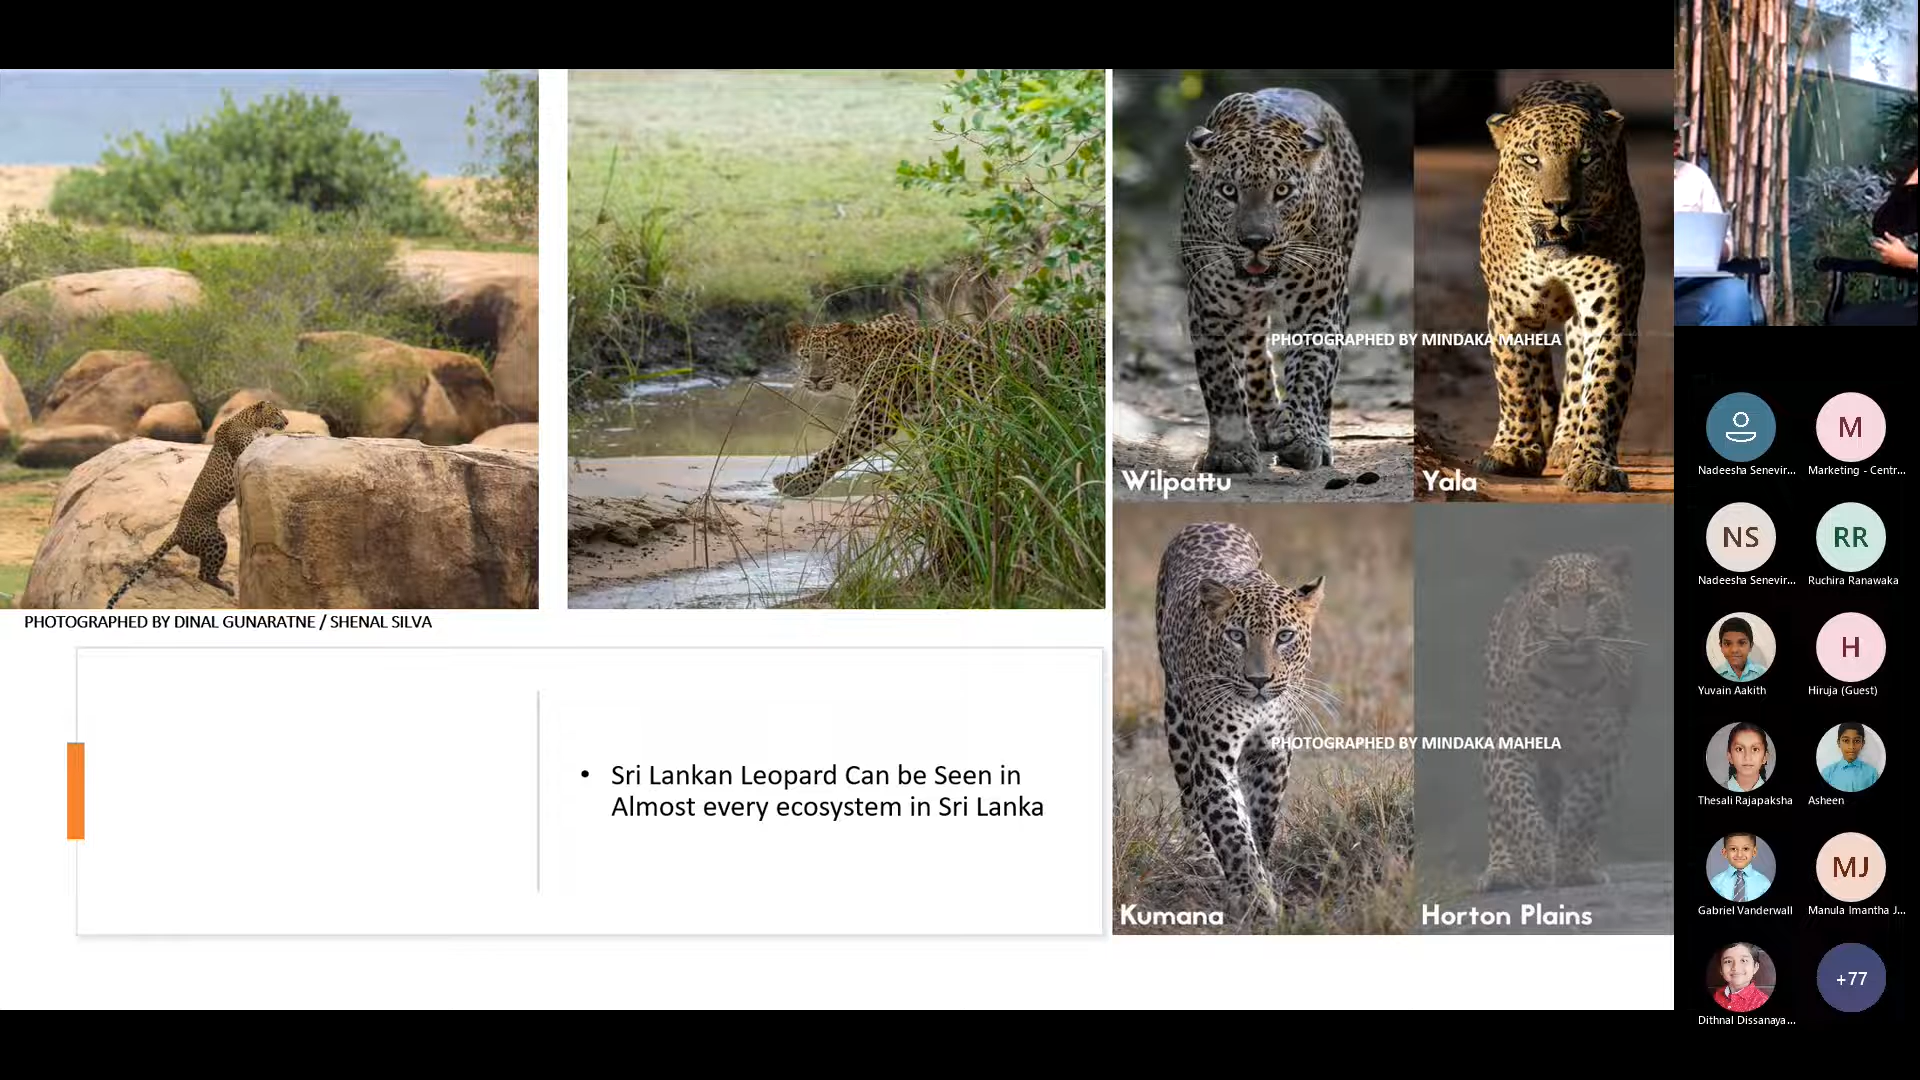 PHOTOGRAPHED BY MINDAKA MAHELA
Wilpattu
Yala
PHOTOGRAPHED BY DINAL GUNARATNE / SHENAL SILVA
PHOTOGRAPHED BY MINDAKA MAHELA
• Sri Lankan Leopard Can be Seen in
Almost every ecosystem in Sri Lanka
Kumana
Horton Plains
Nadeesha Senevir...
M
Marketing - Centr...
NS
Nadeesha Senevir...
RR
Ruchira Ranawaka
Yuvain Aakith
H
Hiruja (Guest)
Thesali Rajapaksha
Asheen
Gabriel Vanderwall
MJ
Manula Imantha J...
Dithnal Dissanaya...
+77